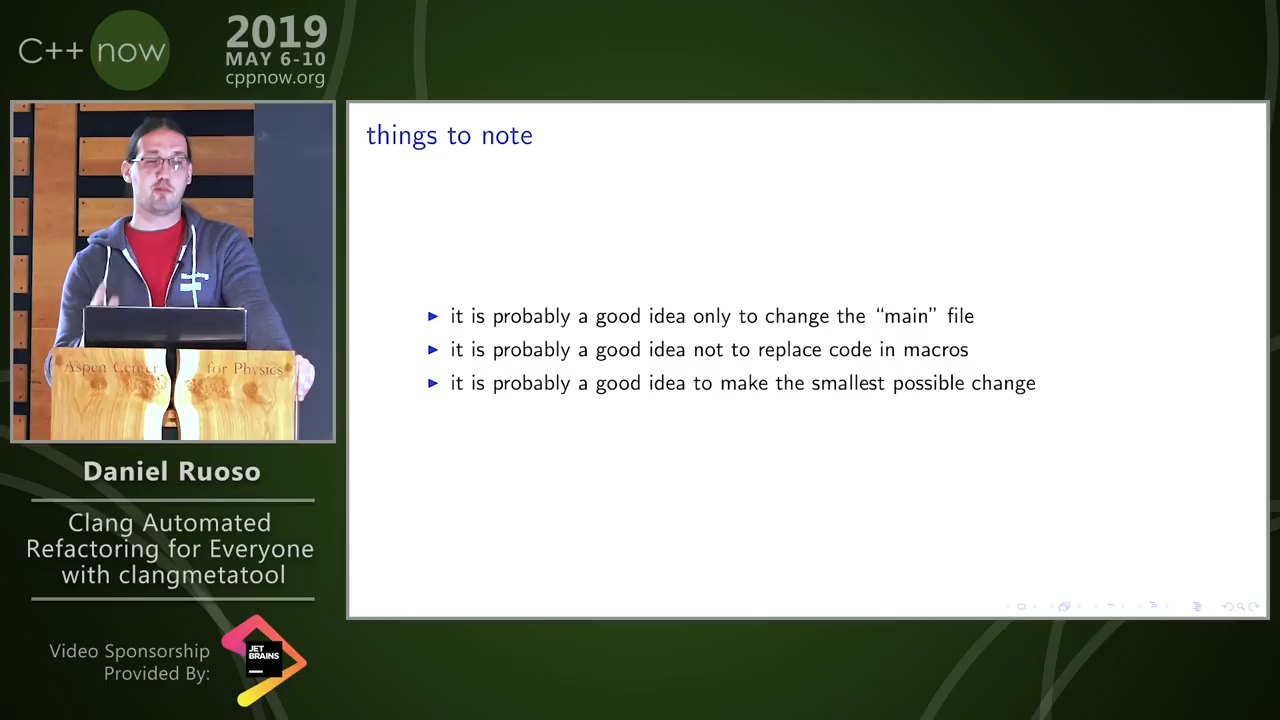 C++ now
2019
MAY 6-10
cppnow.org
things to note
it is probably a good idea only to change the “main” file
it is probably a good idea not to replace code in macros
it is probably a good idea to make the smallest possible change
Aspen Center for Physics
Daniel Ruoso
Clang Automated
Refactoring for Everyone
with clangmetatool
Video Sponsorship
Provided By:
JET
BRAINS